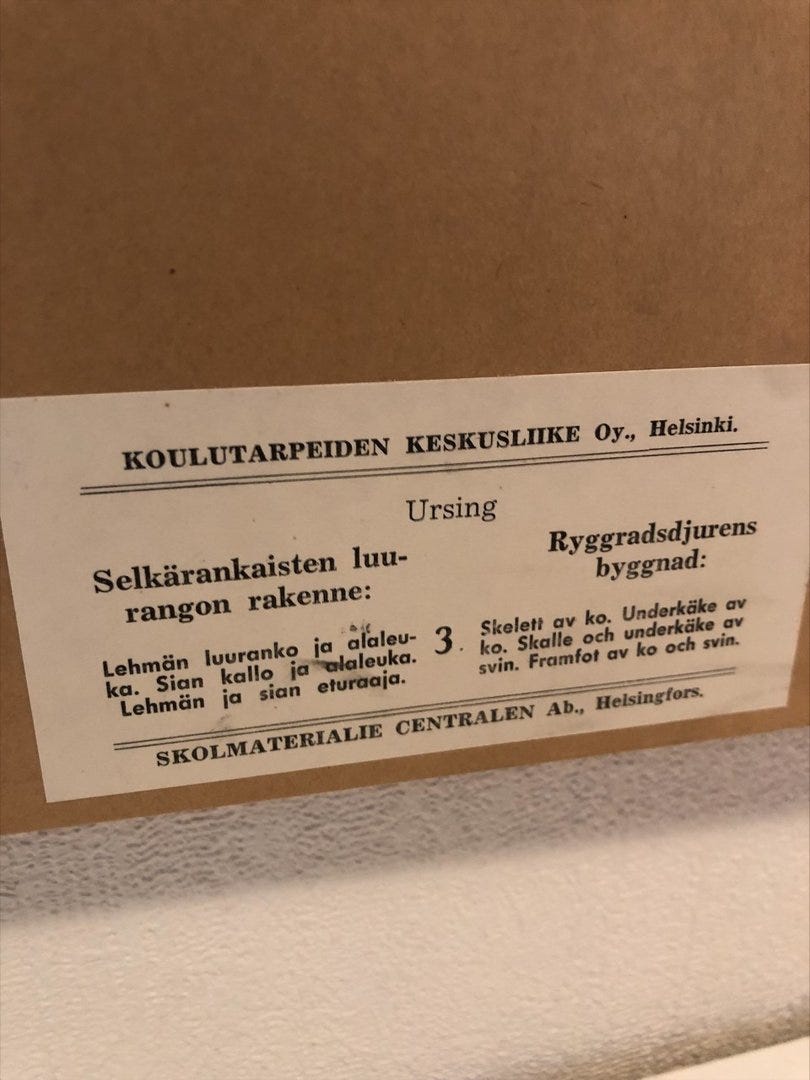 KOULUTARPEIDEN KESKUSLIIKE Oy., Helsinki.
Ursing
Selkärankaisten luu-
rangon rakenne:
Lehmän luuranko ja alaleu-
ka. Sian kallo ja alaleuka.
Lehmän ja sian eturaaja.
3.
Ryggradsdjurens
byggnad:
Skelett av ko. Underkäke av
ko. Skalle och underkäke av
svin. Framfot av ko och svin.
SKOLMATERIALIE CENTRALEN Ab., Helsingfors.